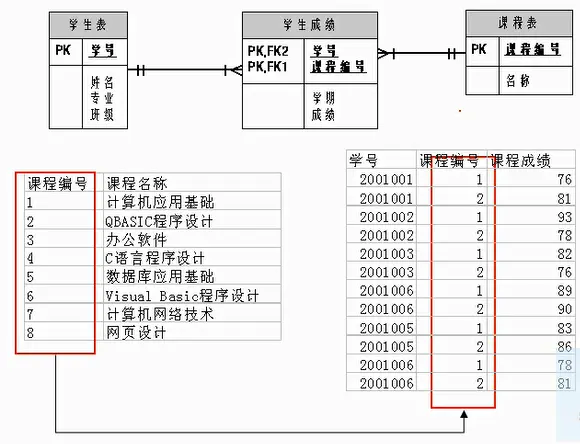 学生表
PK 学号
姓名
专业
班级
学生成绩
PK,FK2 学号
PK,FK1 课程编号
学期
成绩
课程表
PK 课程编号
名称
课程编号 课程名称
1 计算机应用基础
2 QBASIC程序设计
3 办公软件
4 C语言程序设计
5 数据库应用基础
6 Visual Basic程序设计
7 计算机网络技术
8 网页设计
学号 课程编号 课程成绩
2001001 1 76
2001001 2 81
2001002 1 93
2001002 2 78
2001003 1 82
2001003 2 76
2001006 1 89
2001006 2 90
2001005 1 83
2001005 2 86
2001006 1 78
2001006 2 81